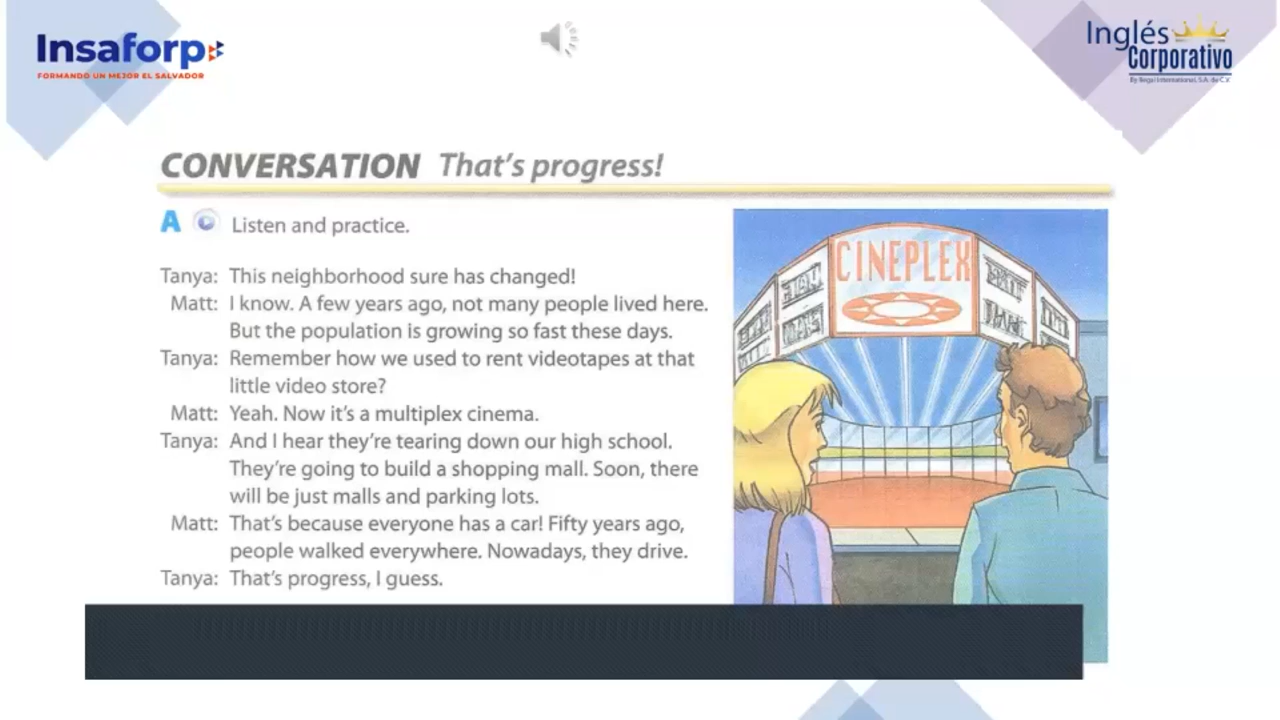 Insaforp
FORMANDO UN MEJOR EL SALVADOR
Inglés
Corporativo
CONVERSATION That's progress!
A Listen and practice.
Tanya: This neighborhood sure has changed!
Matt: I know. A few years ago, not many people lived here.
But the population is growing so fast these days.
Tanya: Remember how we used to rent videotapes at that
little video store?
Matt: Yeah. Now it's a multiplex cinema.
Tanya: And I hear they're tearing down our high school.
They're going to build a shopping mall. Soon, there
will be just malls and parking lots.
Matt: That's because everyone has a car! Fifty years ago,
people walked everywhere. Nowadays, they drive.
Tanya: That's progress, I guess.
CINEPLEX